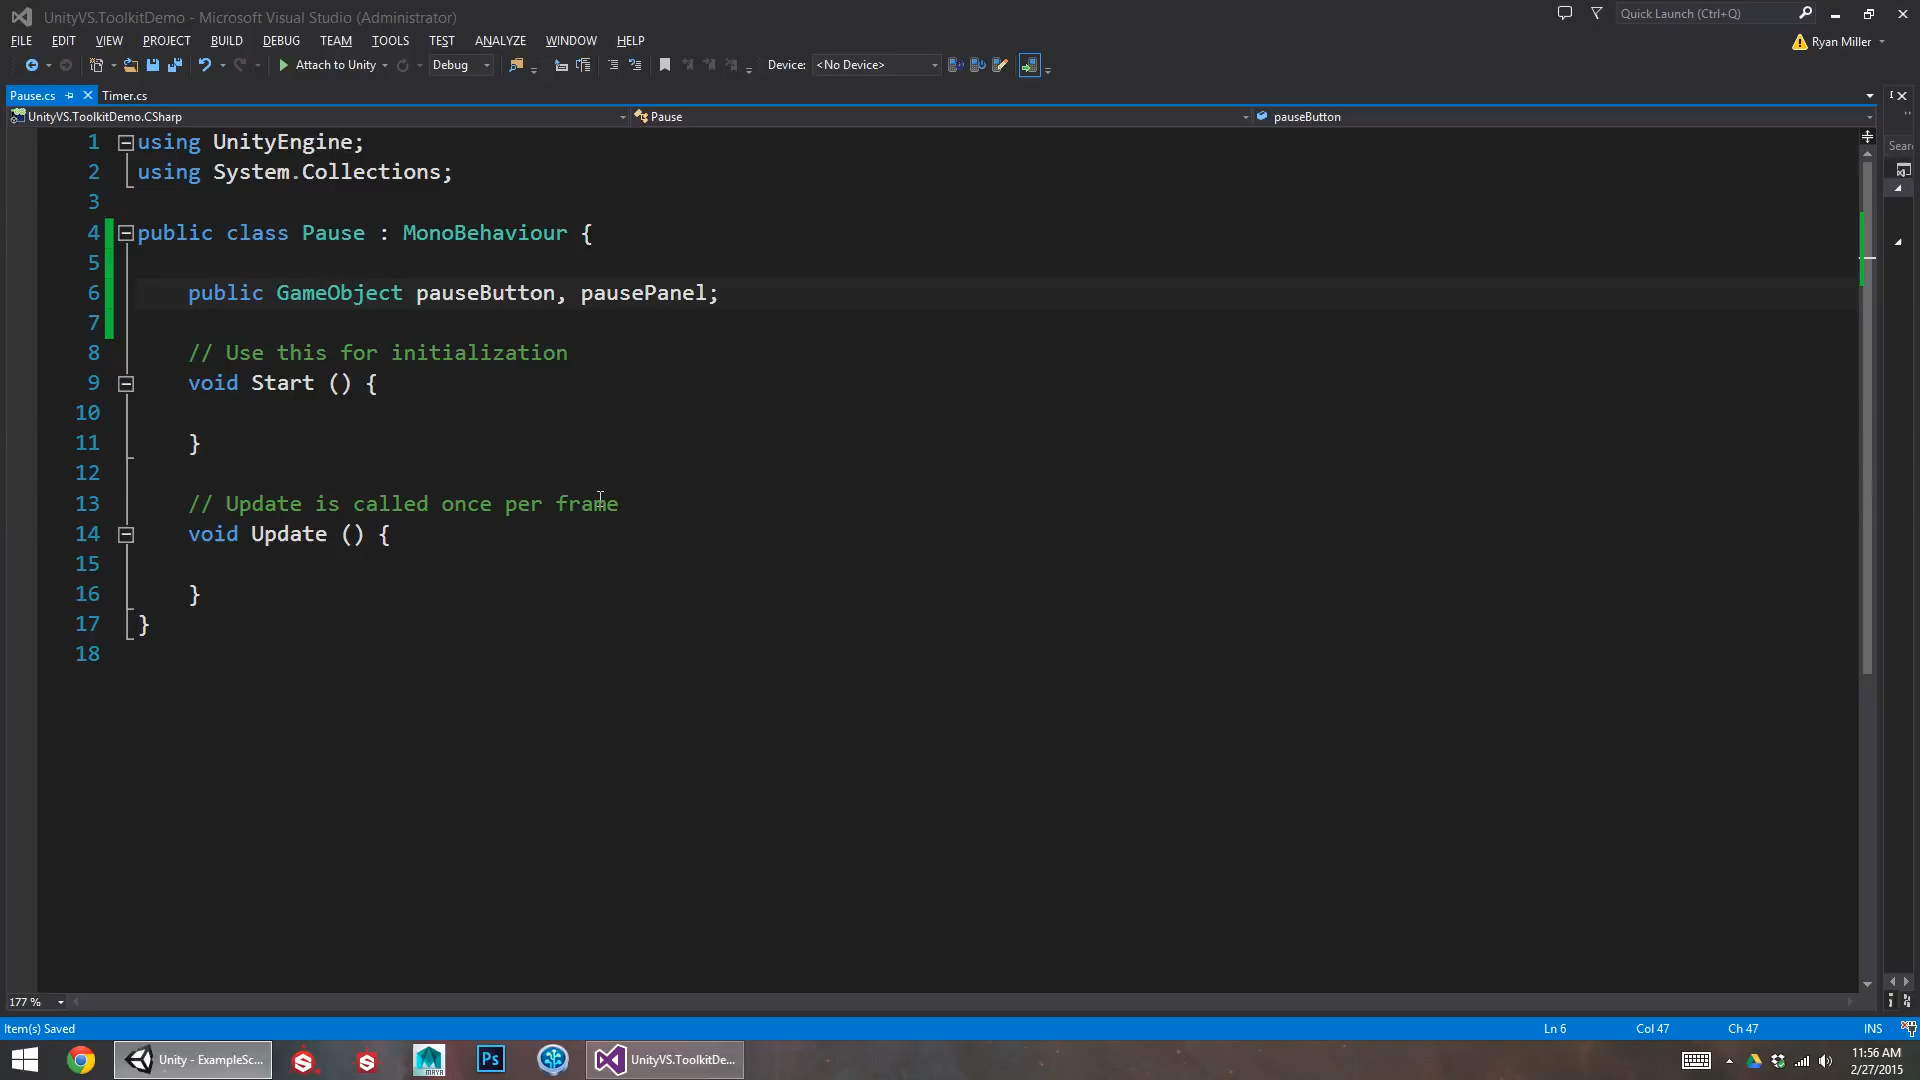 UnityVS.ToolkitDemo - Microsoft Visual Studio (Administrator)
Quick Launch (Ctrl+Q)
FILE EDIT VIEW PROJECT BUILD DEBUG TEAM TOOLS TEST ANALYZE WINDOW HELP
Ryan Miller
Attach to Unity
Debug
Device: <No Device>
Pause.cs
Timer.cs
UnityVS.ToolkitDemo.CSharp
Pause
pauseButton
1 using UnityEngine;
2 using System.Collections;
3
4 public class Pause : MonoBehaviour {
5
6 public GameObject pauseButton, pausePanel;
7
8 // Use this for initialization
9 void Start () {
10
11 }
12
13 // Update is called once per frame
14 void Update () {
15
16 }
17 }
18
Sear
177 %
Item(s) Saved
Ln 6
Col 47
Ch 47
INS
Unity - ExampleSc...
MAYA
Ps
UnityVS.ToolkitDe...
11:56 AM
2/27/2015